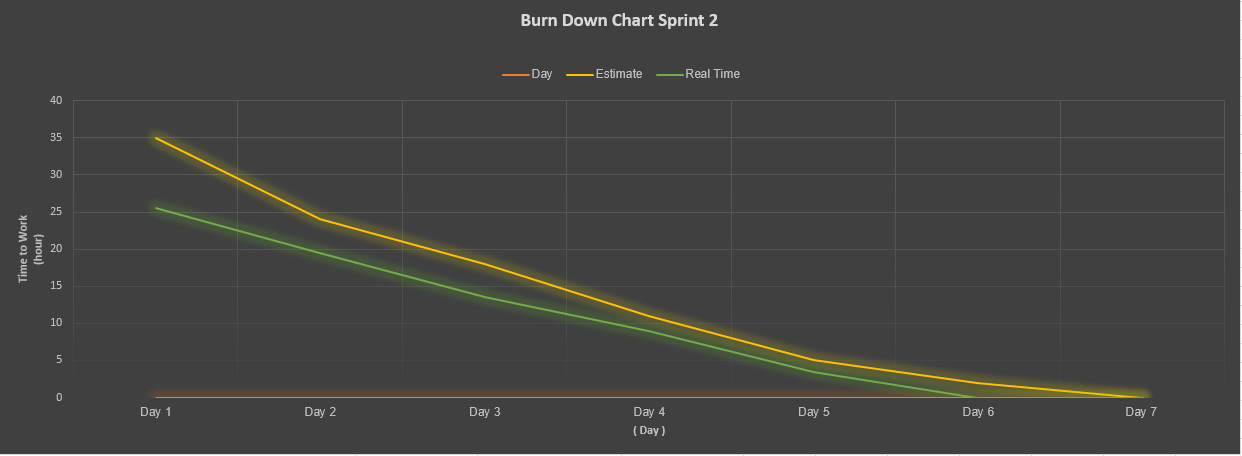 Burn Down Chart Sprint 2
Day Estimate Real Time
40
35
30
25
20
15
10
5
0
Time to Work
(hour)
Day 1 Day 2 Day 3 Day 4 Day 5 Day 6 Day 7
( Day )